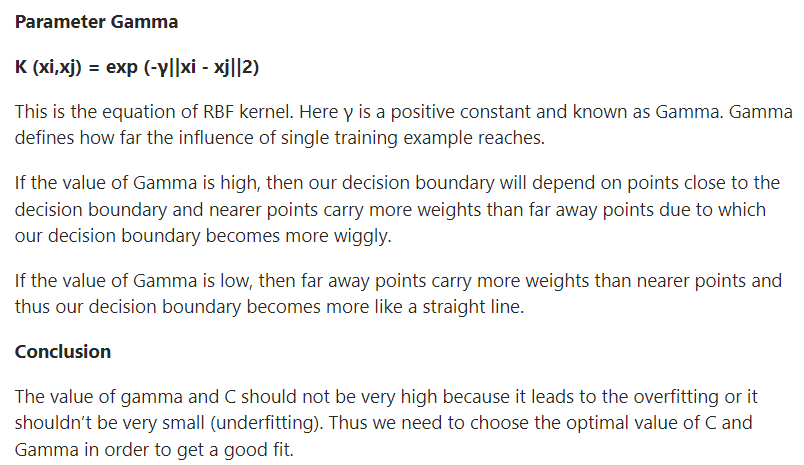 Parameter Gamma
K (xi,xj) = exp (-γ||xi - xj||2)
This is the equation of RBF kernel. Here γ is a positive constant and known as Gamma. Gamma
defines how far the influence of single training example reaches.
If the value of Gamma is high, then our decision boundary will depend on points close to the
decision boundary and nearer points carry more weights than far away points due to which
our decision boundary becomes more wiggly.
If the value of Gamma is low, then far away points carry more weights than nearer points and
thus our decision boundary becomes more like a straight line.
Conclusion
The value of gamma and C should not be very high because it leads to the overfitting or it
shouldn’t be very small (underfitting). Thus we need to choose the optimal value of C and
Gamma in order to get a good fit.